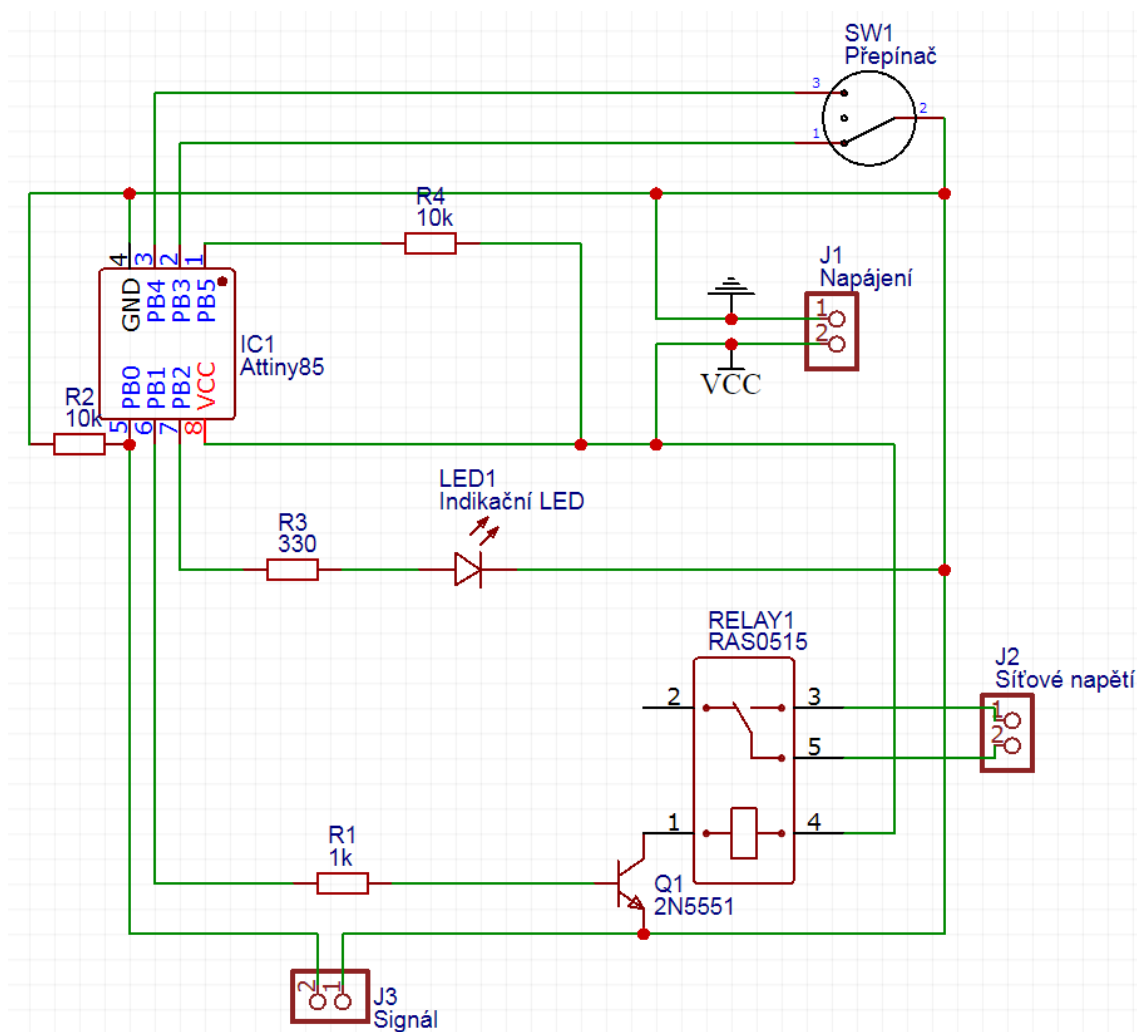 SW1
Přepínač
3
2
1
R4
10k
4
3
2
1
GND
PB4
PB3
PB5
J1
Napájení
1
2
VCC
IC1
Attiny85
R2
10k
PB0
PB1
PB2
VCC
5
6
7
8
LED1
Indikační LED
R3
330
RELAY1
RAS0515
2
3
5
1
4
J2
Síťové napětí
1
2
R1
1k
Q1
2N5551
2
1
J3
Signál